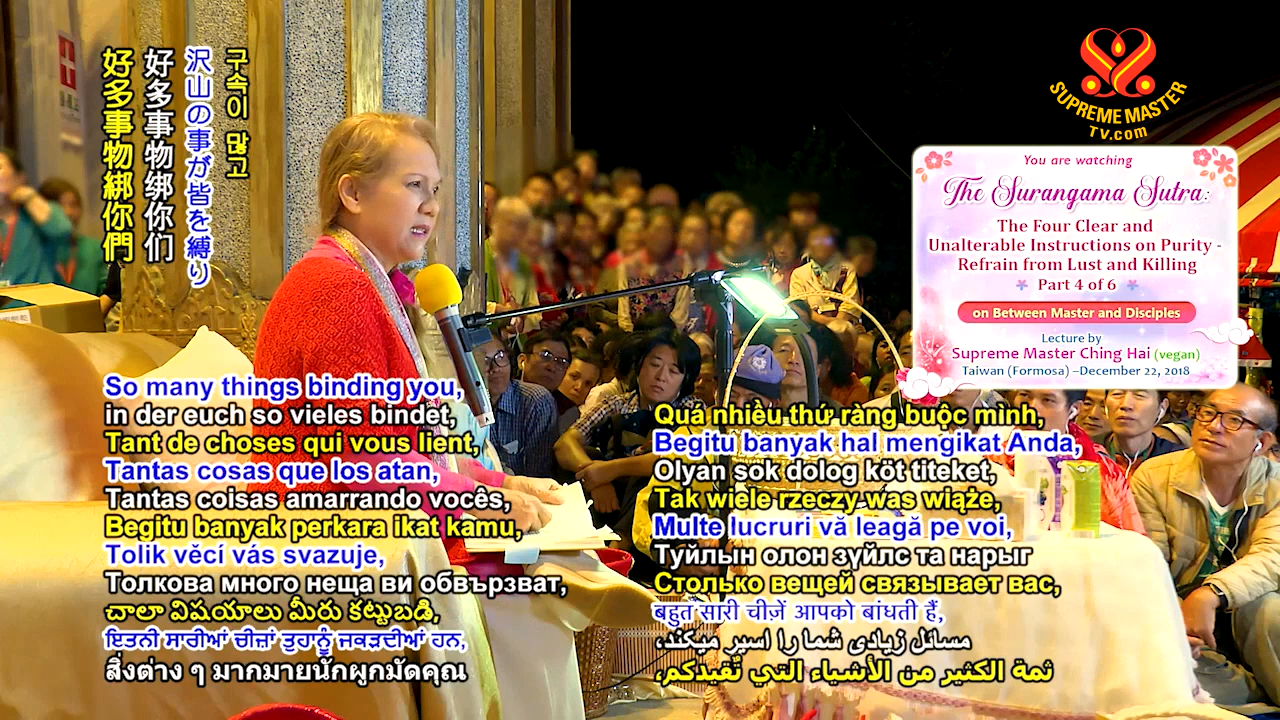 구속이 많고
沢山の事が皆を縛り
好多事物绑你们
好多事物綁你們
SUPREME MASTER
TV.com
You are watching
The Surangama Sutra:
The Four Clear and
Unalterable Instructions on Purity -
Refrain from Lust and Killing
Part 4 of 6
on Between Master and Disciples
Lecture by
Supreme Master Ching Hai (vegan)
Taiwan (Formosa) –December 22, 2018
So many things binding you,
in der euch so vieles bindet,
Tant de choses qui vous lient,
Tantas cosas que los atan,
Tantas coisas amarrando vocês,
Begitu banyak perkara ikat kamu,
Tolik věcí vás svazuje,
Толкова много неща ви обвързват,
చాలా విషయాలు మీరు కట్టుబడి,
ਇਤਨੀ ਸਾਰੀਆਂ ਚੀਜ਼ਾਂ ਤੁਹਾਨੂੰ ਜਕੜਦੀਆਂ ਹਨ,
สิ่งต่าง ๆ มากมายนักผูกมัดคุณ
Quá nhiều thứ ràng buộc mình,
Begitu banyak hal mengikat Anda,
Olyan sok dolog köt titeket,
Tak wiele rzeczy was wiąże,
Multe lucruri vă leagă pe voi,
Туйлын олон зүйлс та нарыг
Столько вещей связывает вас,
बहुत सारी चीज़ें आपको बांधती हैं,
مسائل زیادی شما را اسیر میکند،
ثمة الكثير من الأشياء التي تُقيدكم،